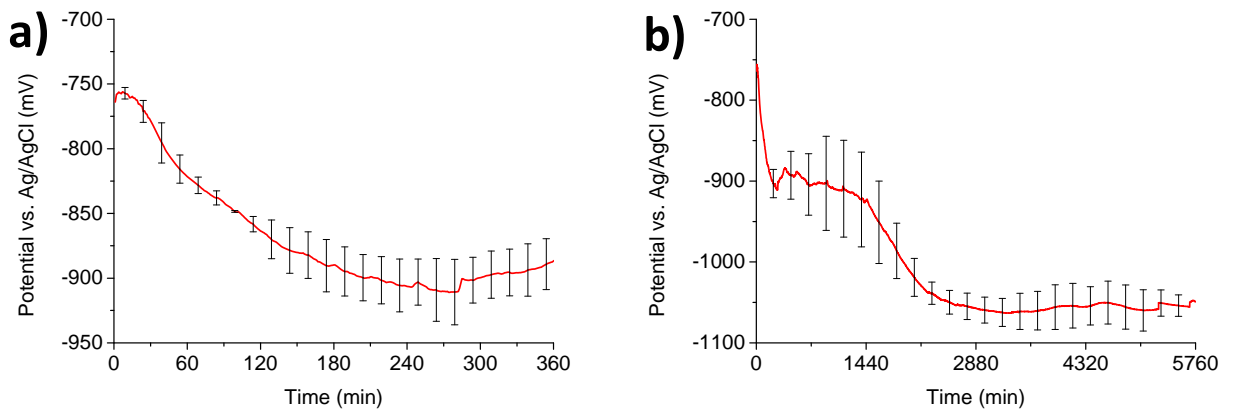 a)
Potential vs. Ag/AgCl (mV)
-700
-750
-800
-850
-900
-950
0 60 120 180 240 300 360
Time (min)
b)
Potential vs. Ag/AgCl (mV)
-700
-800
-900
-1000
-1100
0 1440 2880 4320 5760
Time (min)